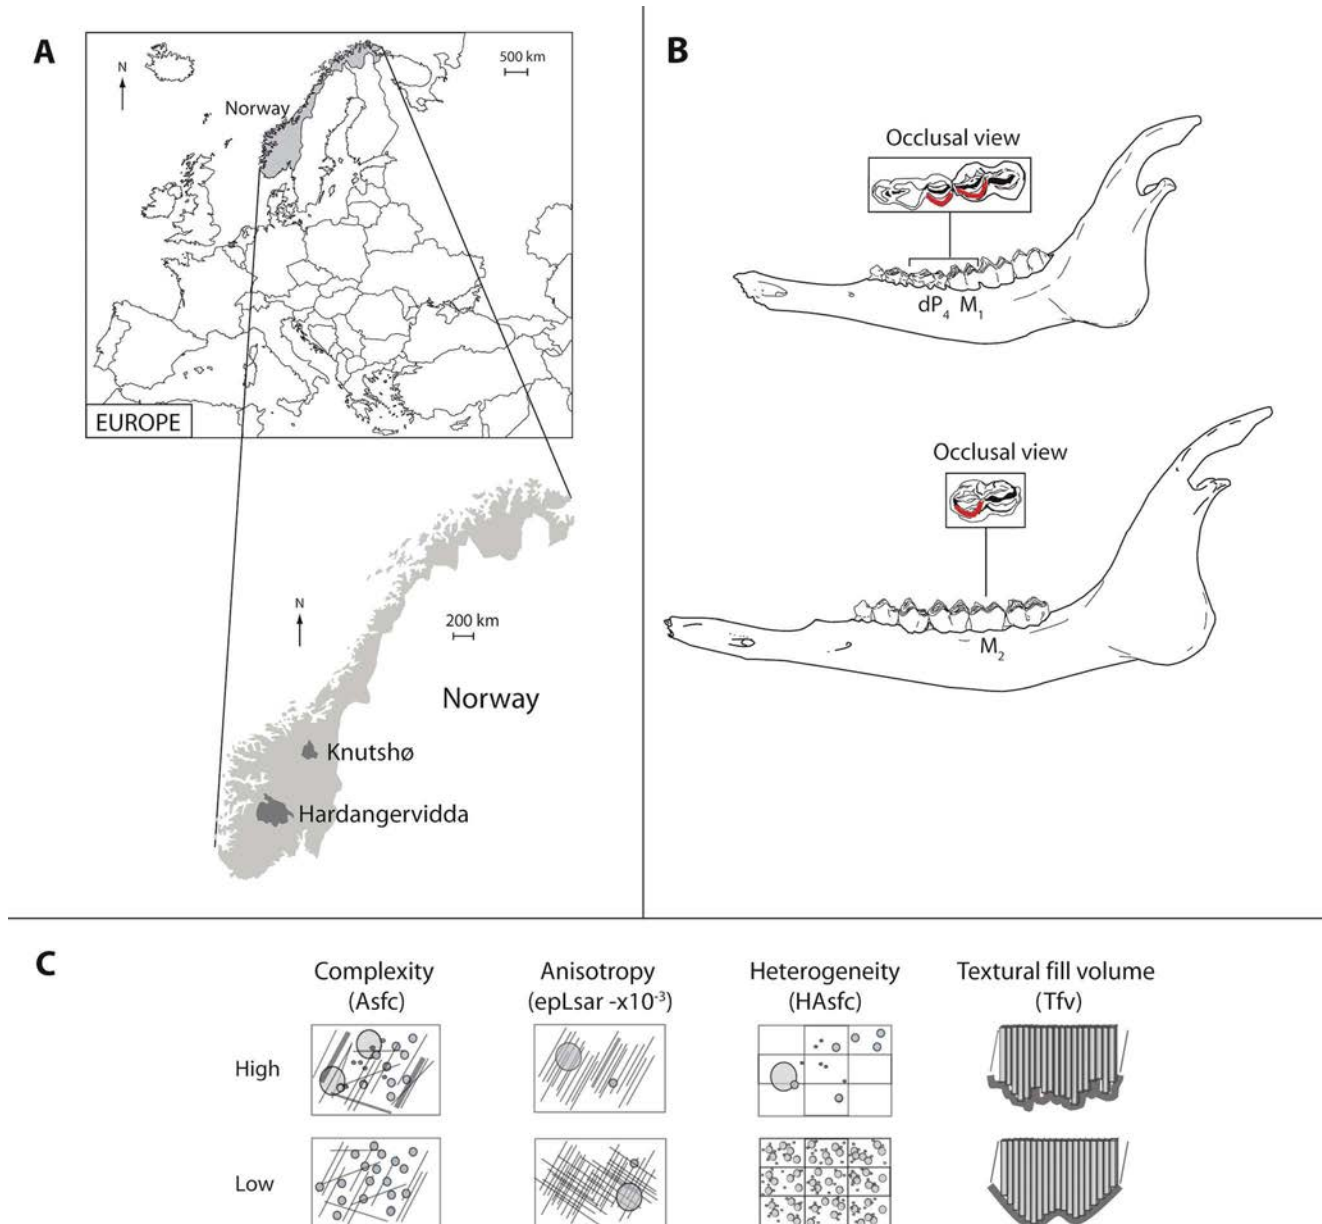 A
N
500 km
Norway
EUROPE
N
200 km
Norway
Knutshø
Hardangervidda
B
Occlusal view
dP4 M1
Occlusal view
M2
C
Complexity
(Asfc)
Anisotropy
(epLsar -x10-3)
Heterogeneity
(HAsfc)
Textural fill volume
(Tfv)
High
Low